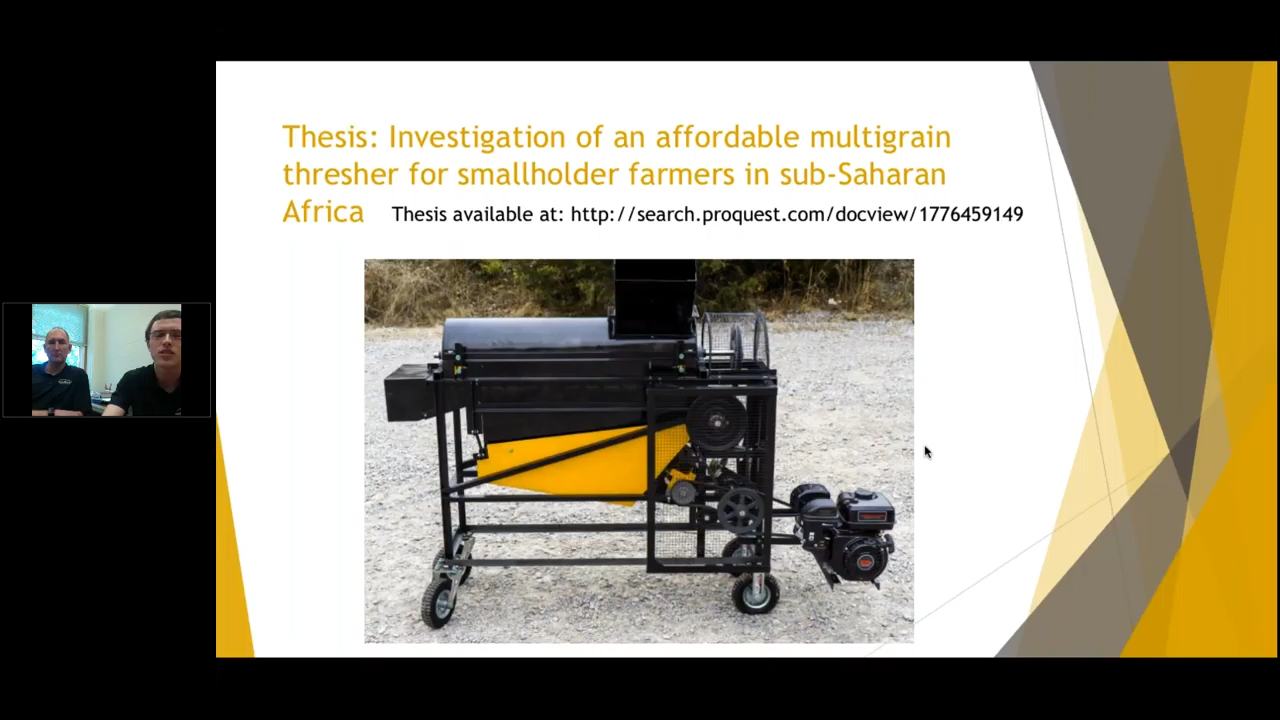 Thesis: Investigation of an affordable multigrain
thresher for smallholder farmers in sub-Saharan
Africa Thesis available at: http://search.proquest.com/docview/1776459149